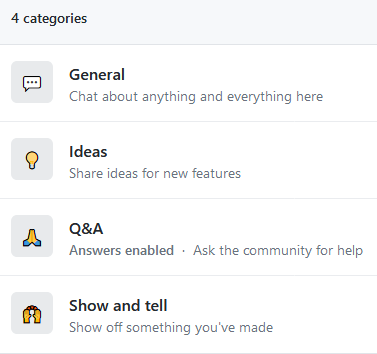 4 categories
General
Chat about anything and everything here
Ideas
Share ideas for new features
Q&A
Answers enabled · Ask the community for help
Show and tell
Show off something you've made